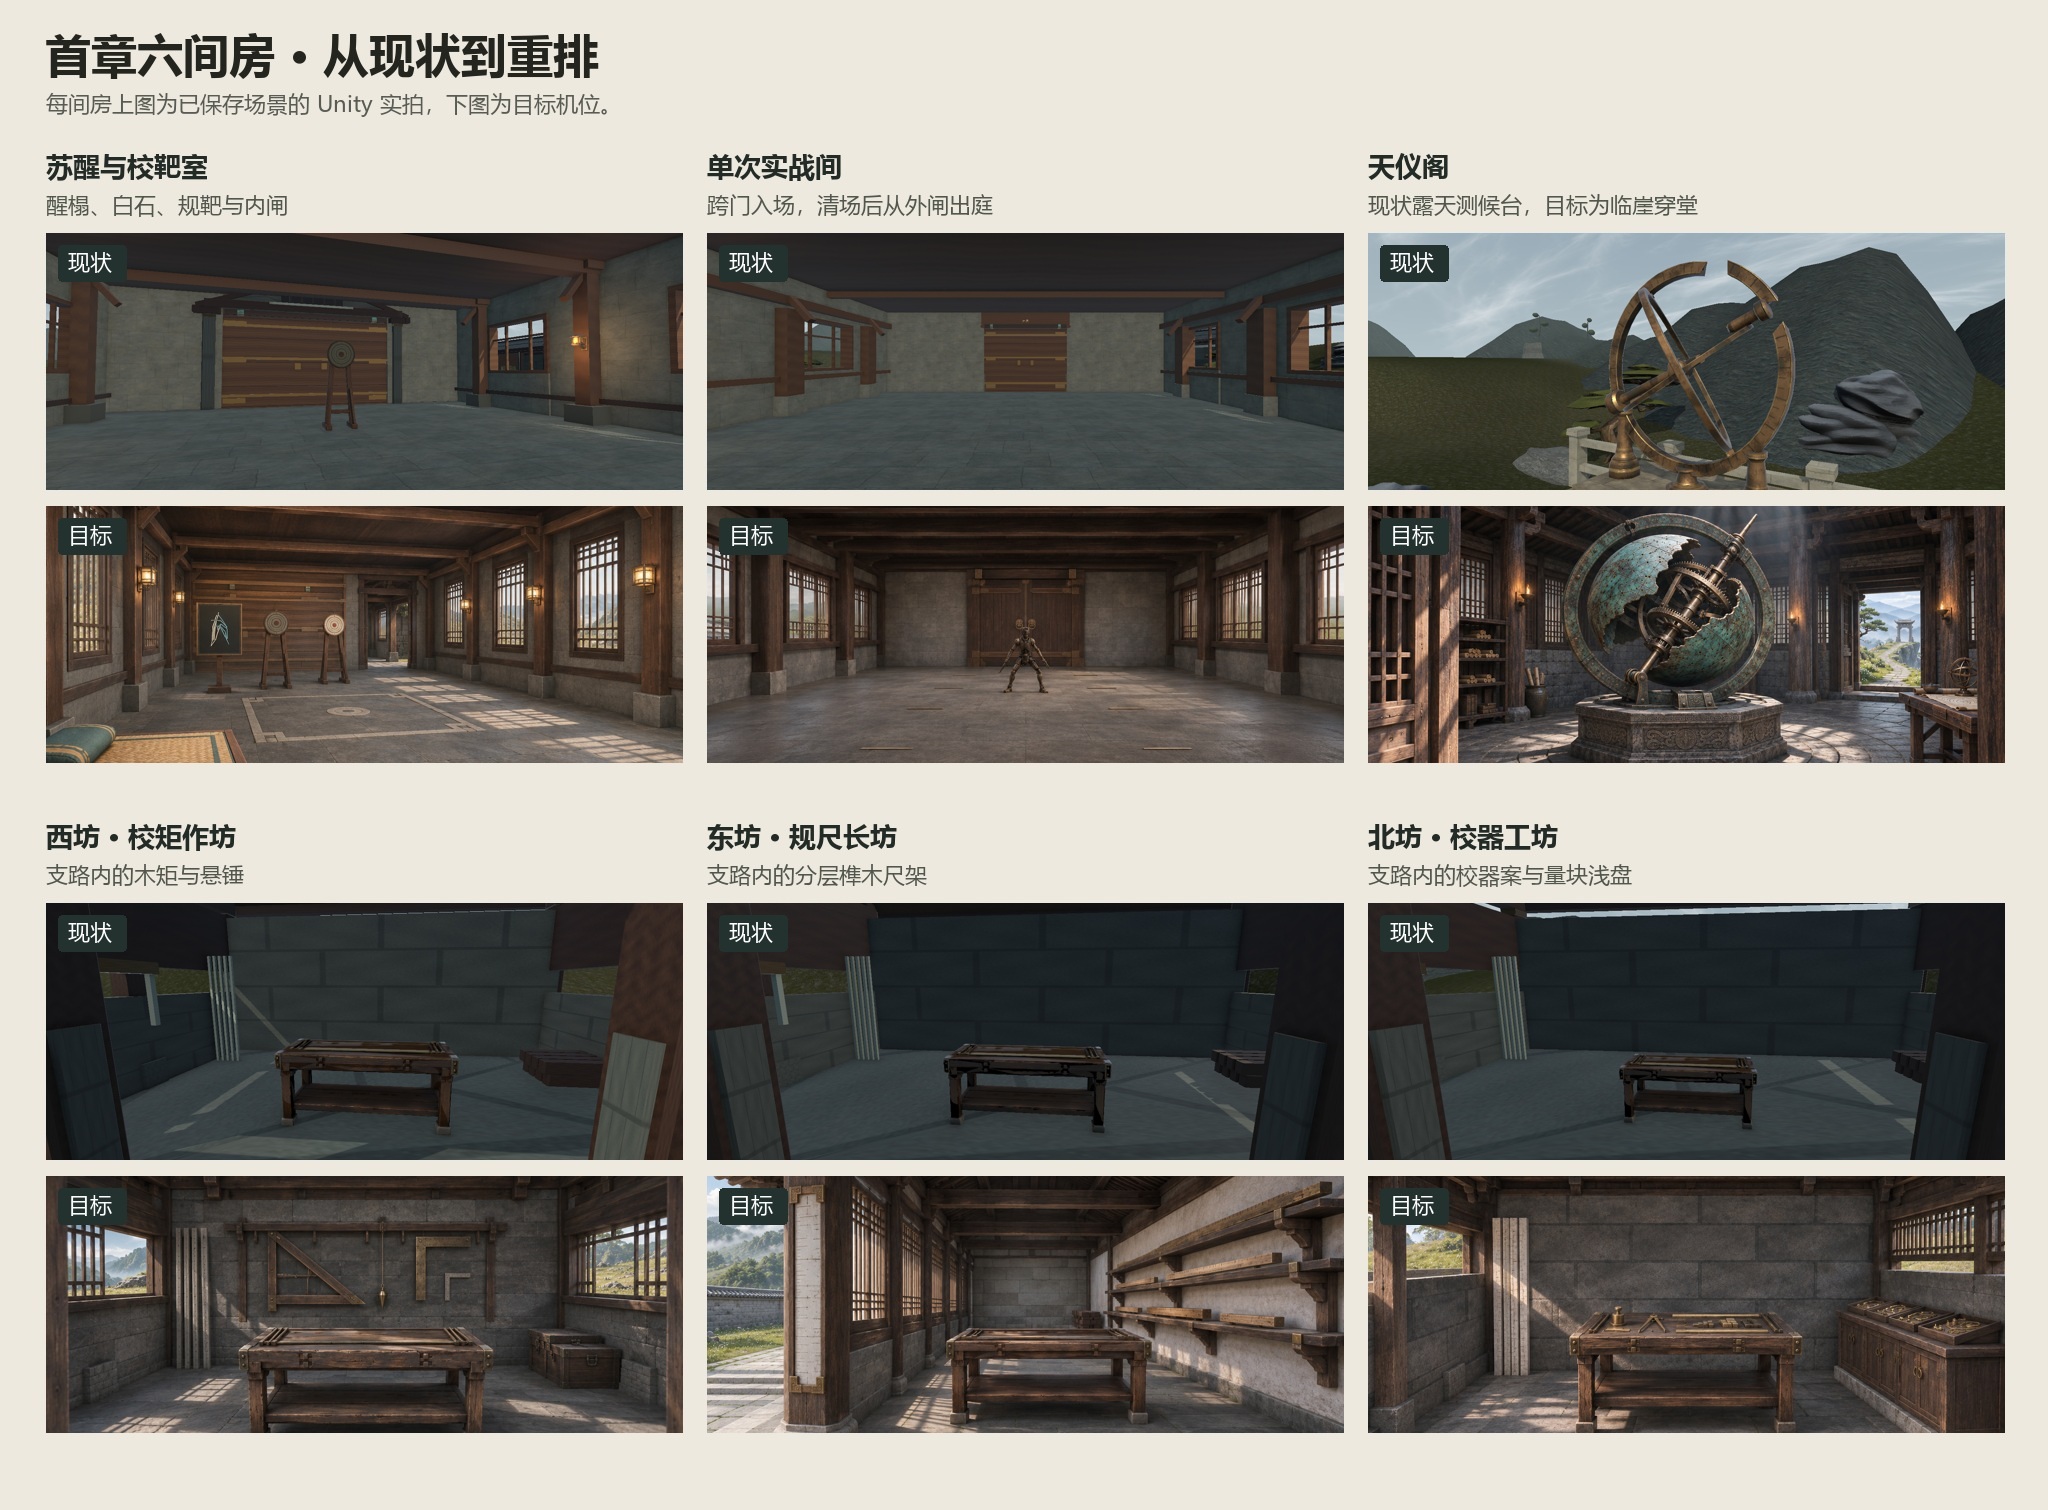 首章六间房・从现状到重排
每间房上图为已保存场景的 Unity 实拍，下图为目标机位。
苏醒与校靶室
醒榻、白石、规靶与内闸
现状
目标
单次实战间
跨门入场，清场后从外闸出庭
现状
目标
天仪阁
现状露天测候台，目标为临崖穿堂
现状
目标
西坊・校矩作坊
支路内的木矩与悬锤
现状
目标
东坊・规尺长坊
支路内的分层榫木尺架
现状
目标
北坊・校器工坊
支路内的校器案与量块浅盘
现状
目标